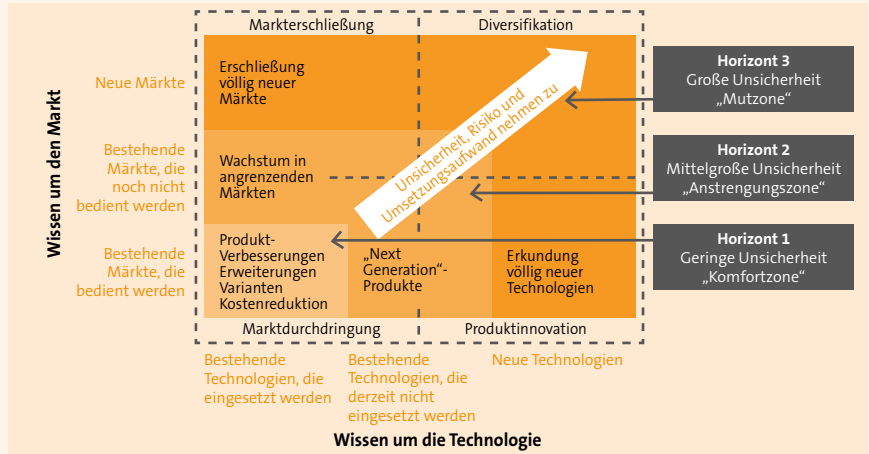 Markterschließung
Diversifikation
Wissen um den Markt
Neue Märkte
Bestehende
Märkte, die
noch nicht
bedient werden
Bestehende
Märkte, die
bedient werden
Erschließung
völlig neuer
Märkte
Wachstum in
angrenzenden
Märkten
Produkt-
Verbesserungen
Erweiterungen
Varianten
Kostenreduktion
„Next
Generation“-
Produkte
Erkundung
völlig neuer
Technologien
Unsicherheit, Risiko und
Umsetzungsaufwand nehmen zu
Horizont 3
Große Unsicherheit
„Mutzone“
Horizont 2
Mittelgroße Unsicherheit
„Anstrengungszone“
Horizont 1
Geringe Unsicherheit
„Komfortzone“
Marktdurchdringung
Produktinnovation
Bestehende
Technologien, die
eingesetzt werden
Bestehende
Technologien, die
derzeit nicht
eingesetzt werden
Neue Technologien
Wissen um die Technologie